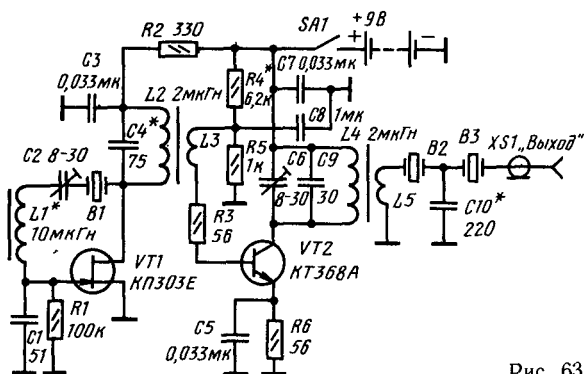 R2 330
SA1
+9В
+
−
C3
0,033мк
L2 2мкГн
R4*
6,2к
C7 0,033мк
C8
1мк
C4*
75
L3
R5
1к
C6
8-30
C9
30
L4 2мкГн
B2
B3
XS1 „Выход"
C2 8-30
L1*
10мкГн
B1
R3
56
L5
C10*
220
VT1
КП303Е
VT2
КТ368А
C1
51
R1
100к
C5
0,033мк
R6
56
Рис. 63